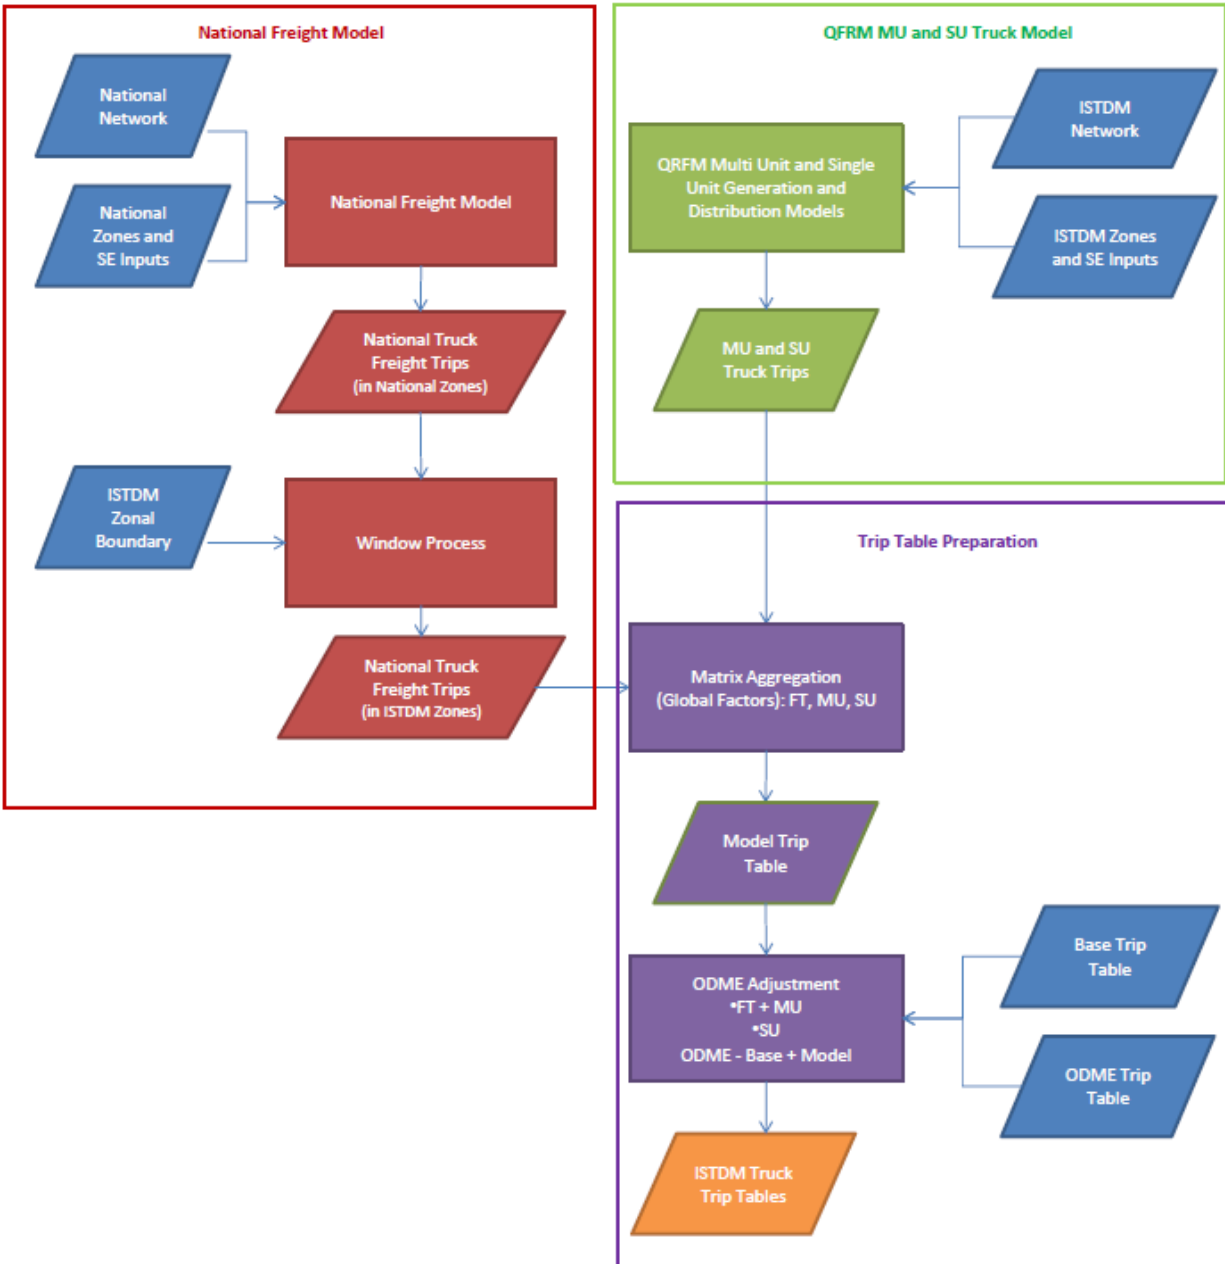 National Freight Model
National
Network
National
Zones and
SE Inputs
National Freight Model
National Truck
Freight Trips
(in National Zones)
ISTDM
Zonal
Boundary
Window Process
National Truck
Freight Trips
(in ISTDM Zones)
QFRM MU and SU Truck Model
ISTDM
Network
QRFM Multi Unit and Single
Unit Generation and
Distribution Models
ISTDM Zones
and SE Inputs
MU and SU
Truck Trips
Trip Table Preparation
Matrix Aggregation
(Global Factors): FT, MU, SU
Model Trip
Table
Base Trip
Table
ODME Adjustment
•FT + MU
•SU
ODME - Base + Model
ODME Trip
Table
ISTDM Truck
Trip Tables